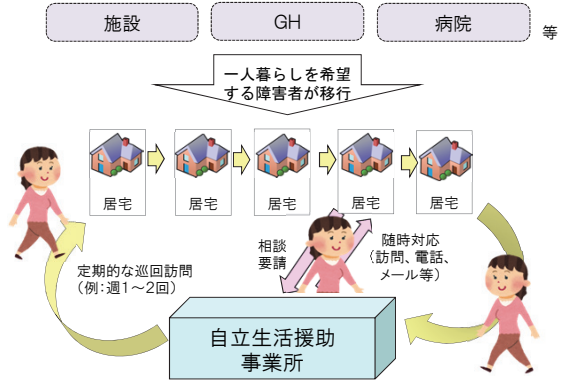 施設
GH
病院
等
一人暮らしを希望
する障害者が移行
居宅
居宅
居宅
居宅
居宅
相談
要請
随時対応
（訪問、電話、
メール等）
定期的な巡回訪問
（例：週1～2回）
自立生活援助
事業所